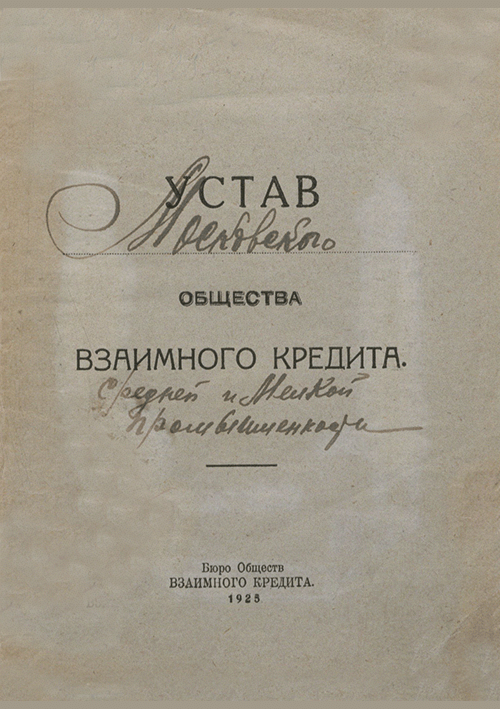 УСТАВ
Московского
ОБЩЕСТВА
ВЗАИМНОГО КРЕДИТА.
Средней и Мелкой
промышленности
Бюро Обществ
ВЗАИМНОГО КРЕДИТА.
1925